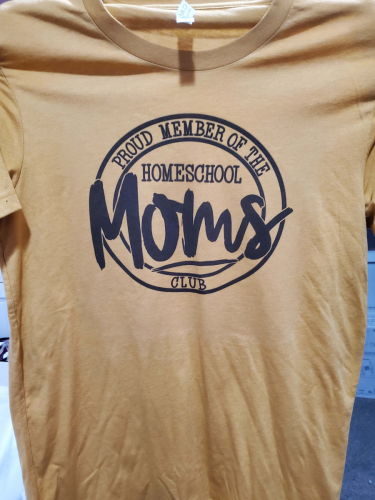 PROUD MEMBER OF THE
HOMESCHOOL
Moms
CLUB